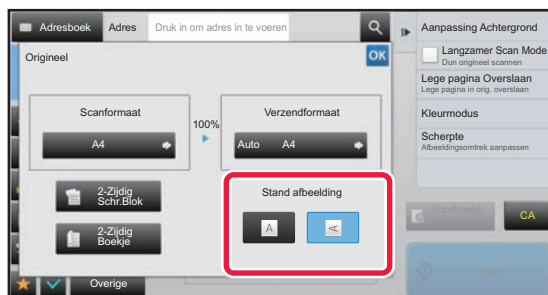 Adresboek Adres Druk in om adres in te voeren
Origineel
OK
Scanformaat
A4
100%
Verzendformaat
Auto A4
2-Zijdig
Schr.Blok
2-Zijdig
Boekje
Stand afbeelding
A
A
Overige
Aanpassing Achtergrond
Langzamer Scan Mode
Dun origineel scannen
Lege pagina Overslaan
Lege pagina in orig. overslaan
Kleurmodus
Scherpte
Afbeeldingsomtrek aanpassen
Voorbeeld-
CA
Start